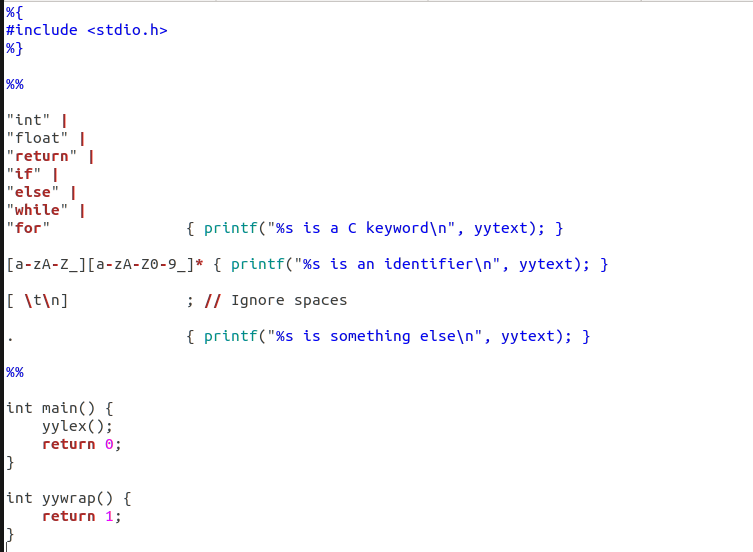 %{
#include <stdio.h>
%}
%%
"int" |
"float" |
"return" |
"if" |
"else" |
"while" |
"for" { printf("%s is a C keyword\n", yytext); }
[a-zA-Z_][a-zA-Z0-9_]* { printf("%s is an identifier\n", yytext); }
[ \t\n] ; // Ignore spaces
. { printf("%s is something else\n", yytext); }
%%
int main() {
    yylex();
    return 0;
}
int yywrap() {
    return 1;
}